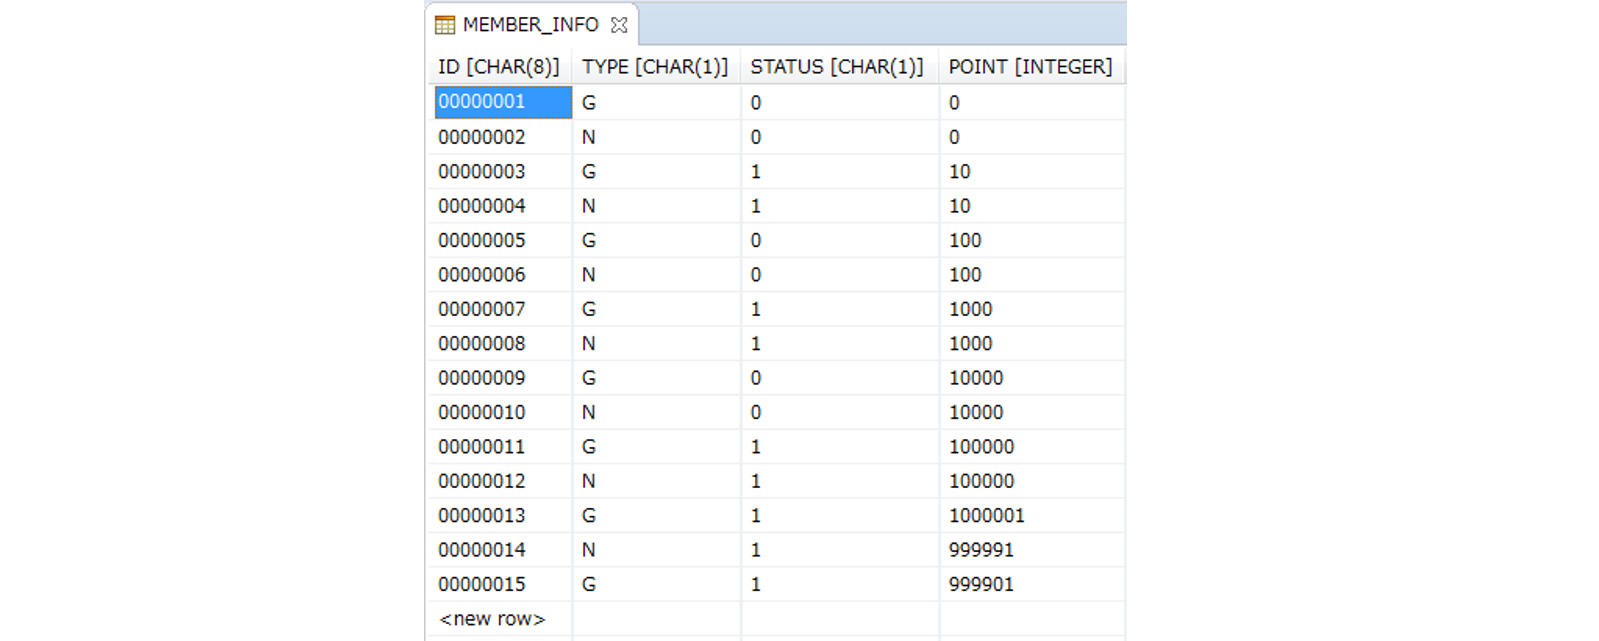 MEMBER_INFO
ID [CHAR(8)] TYPE [CHAR(1)] STATUS [CHAR(1)] POINT [INTEGER]
00000001 G 0 0
00000002 N 0 0
00000003 G 1 10
00000004 N 1 10
00000005 G 0 100
00000006 N 0 100
00000007 G 1 1000
00000008 N 1 1000
00000009 G 0 10000
00000010 N 0 10000
00000011 G 1 100000
00000012 N 1 100000
00000013 G 1 1000001
00000014 N 1 999991
00000015 G 1 999901
<new row>